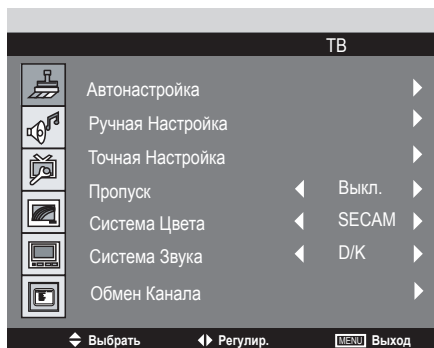 ТВ
Автонастройка
Ручная Настройка
Точная Настройка
Пропуск Выкл.
Система Цвета SECAM
Система Звука D/K
Обмен Канала
Выбрать Регулир. MENU Выход